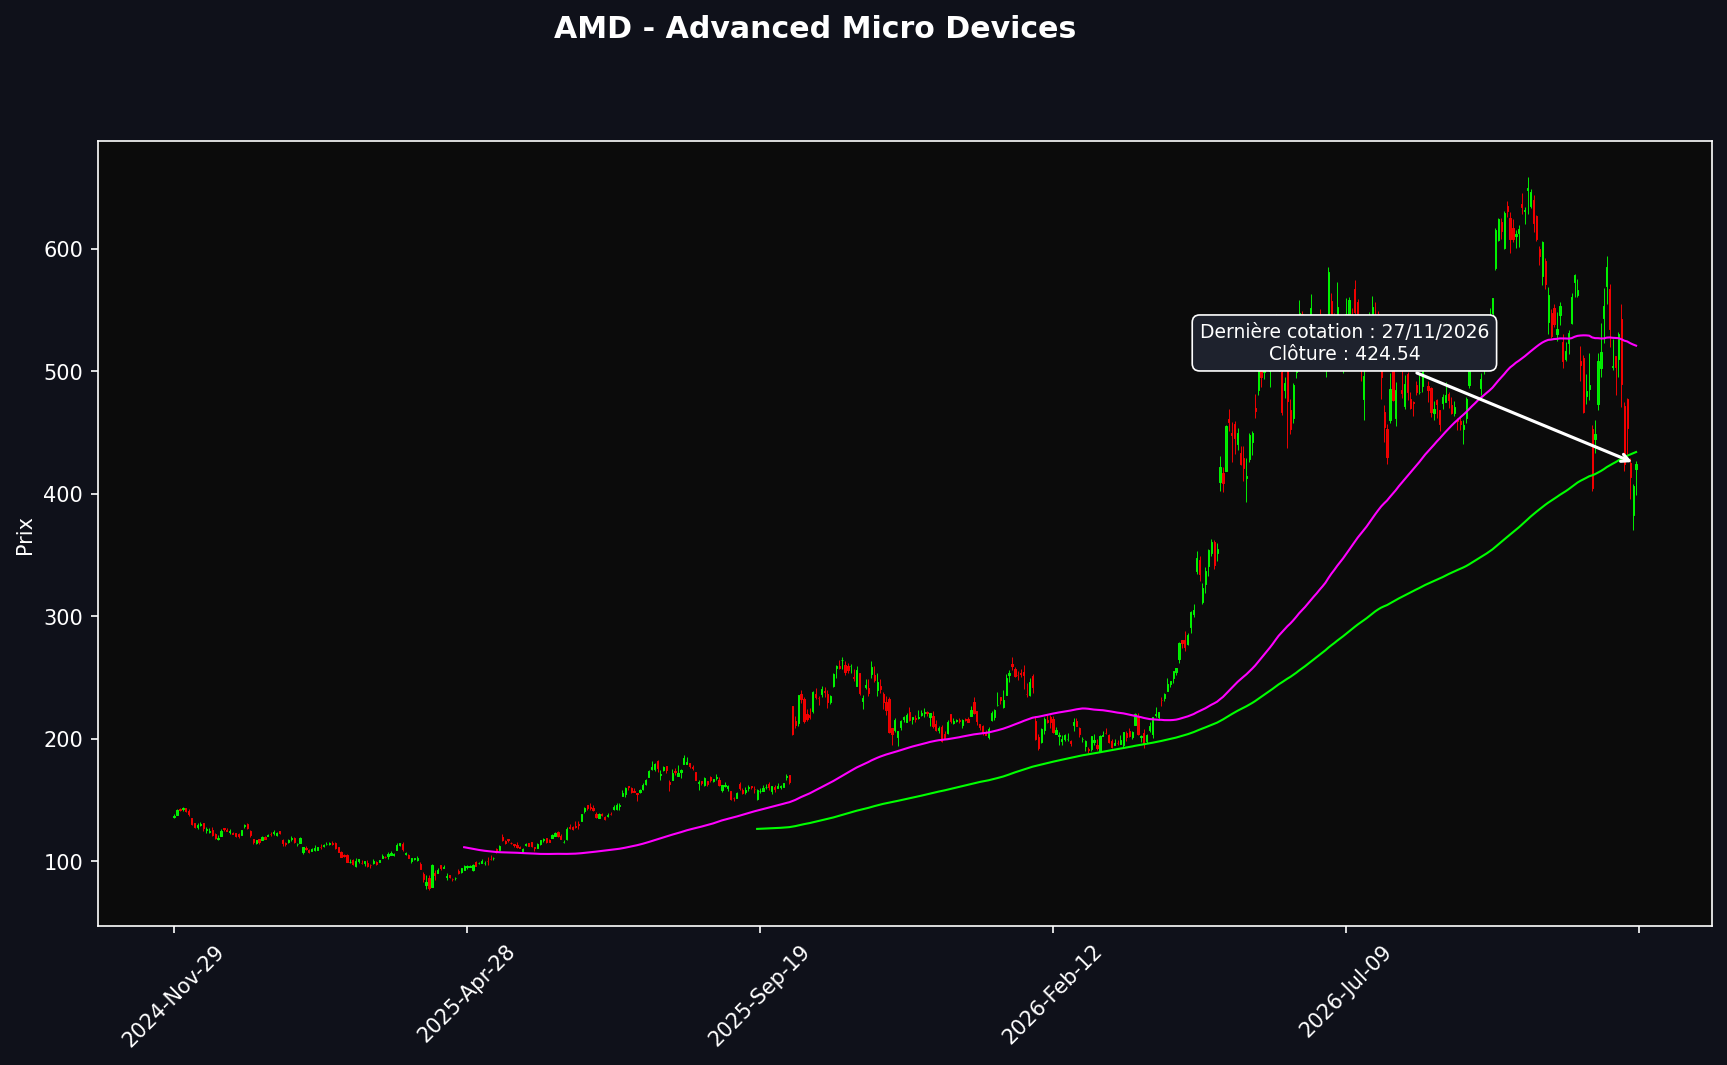 AMD - Advanced Micro Devices
Prix
600
500
400
300
200
100
Dernière cotation : 27/11/2026
Clôture : 424.54
2024-Nov-29
2025-Apr-28
2025-Sep-19
2026-Feb-12
2026-Jul-09